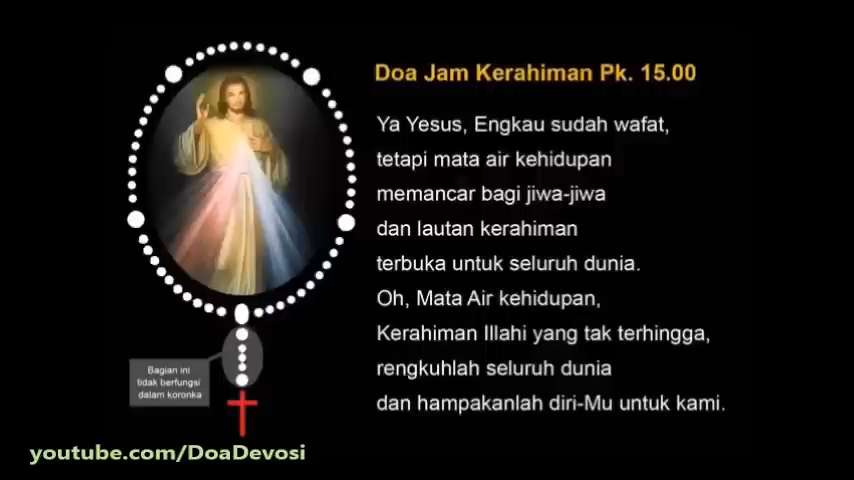 Doa Jam Kerahiman Pk. 15.00
Ya Yesus, Engkau sudah wafat,
tetapi mata air kehidupan
memancar bagi jiwa-jiwa
dan lautan kerahiman
terbuka untuk seluruh dunia.
Oh, Mata Air kehidupan,
Kerahiman Illahi yang tak terhingga,
rengkuhlah seluruh dunia
dan hampakanlah diri-Mu untuk kami.
Bagian ini
tidak berfungsi
dalam koronka
youtube.com/DoaDevosi